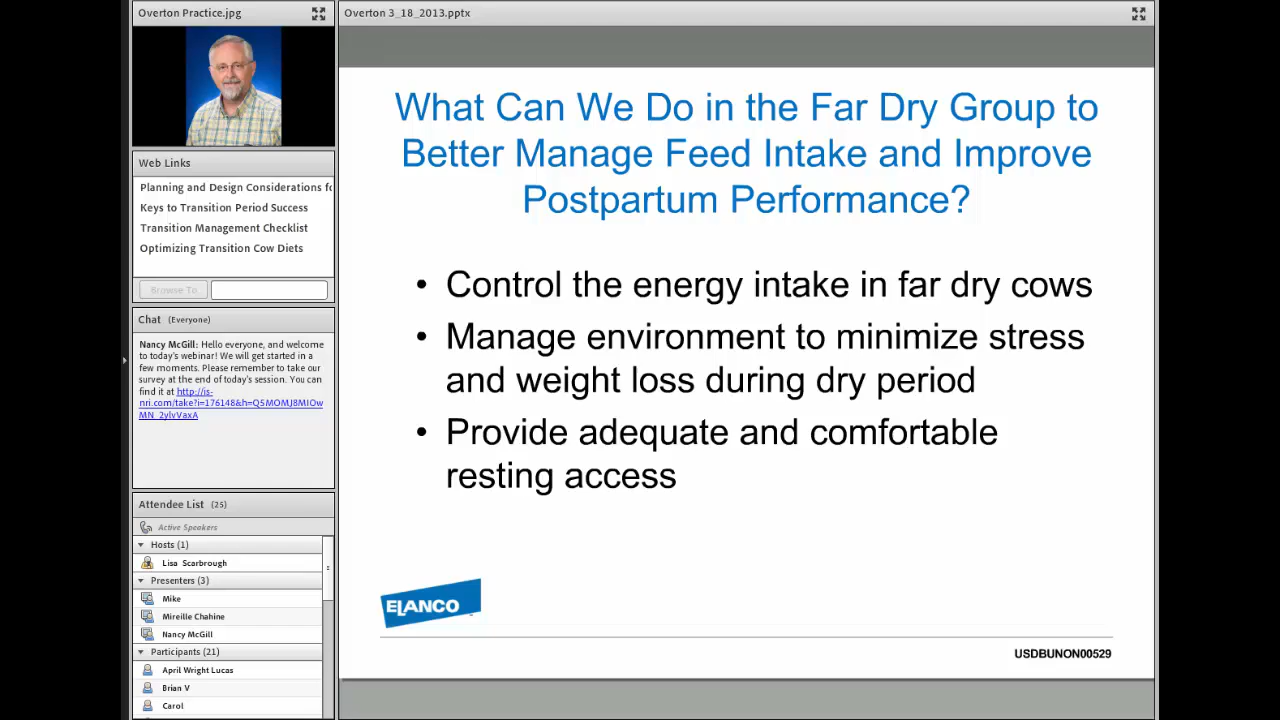 Overton Practice.jpg
Web Links
Planning and Design Considerations fo
Keys to Transition Period Success
Transition Management Checklist
Optimizing Transition Cow Diets
Browse To
Chat (Everyone)
Nancy McGill: Hello everyone, and welcome
to today's webinar! We will get started in a
few moments. Please remember to take our
survey at the end of today's session. You can
find it at http://is-
nri.com/take?i=176148&h=Q5MOMJ8MIOw
MN_2ylvVaxA
Attendee List (25)
Active Speakers
Hosts (1)
Lisa Scarbrough
Presenters (3)
Mike
Mireille Chahine
Nancy McGill
Participants (21)
April Wright Lucas
Brian V
Carol
Overton 3_18_2013.pptx
What Can We Do in the Far Dry Group to
Better Manage Feed Intake and Improve
Postpartum Performance?
• Control the energy intake in far dry cows
• Manage environment to minimize stress
and weight loss during dry period
• Provide adequate and comfortable
resting access
ELANCO
USDBUNON00529